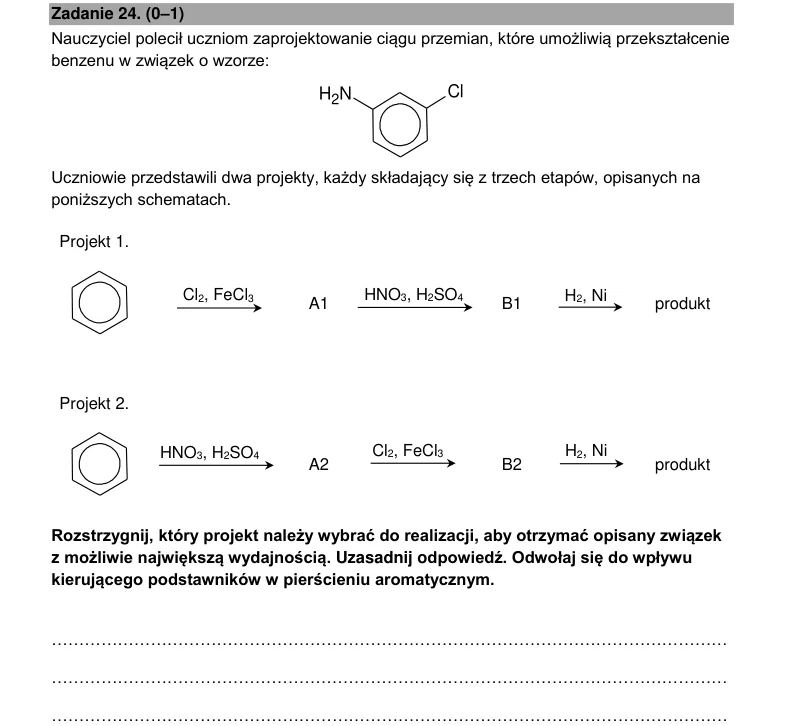 Zadanie 24. (0–1)
Nauczyciel polecił uczniom zaprojektowanie ciągu przemian, które umożliwią przekształcenie
benzenu w związek o wzorze:
H₂N Cl
Uczniowie przedstawili dwa projekty, każdy składający się z trzech etapów, opisanych na
poniższych schematach.
Projekt 1.
Cl₂, FeCl₃ A1 HNO₃, H₂SO₄ B1 H₂, Ni produkt
Projekt 2.
HNO₃, H₂SO₄ A2 Cl₂, FeCl₃ B2 H₂, Ni produkt
Rozstrzygnij, który projekt należy wybrać do realizacji, aby otrzymać opisany związek
z możliwie największą wydajnością. Uzasadnij odpowiedź. Odwołaj się do wpływu
kierującego podstawników w pierścieniu aromatycznym.